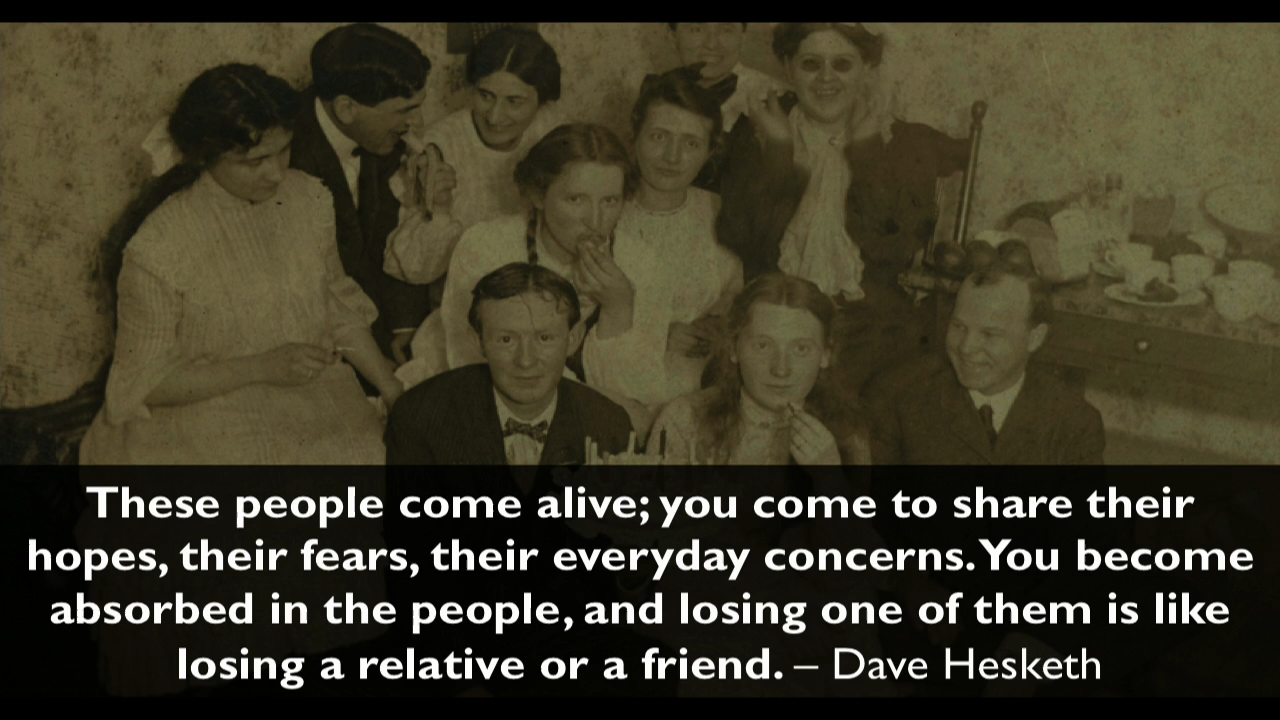 These people come alive; you come to share their
hopes, their fears, their everyday concerns. You become
absorbed in the people, and losing one of them is like
losing a relative or a friend. – Dave Hesketh